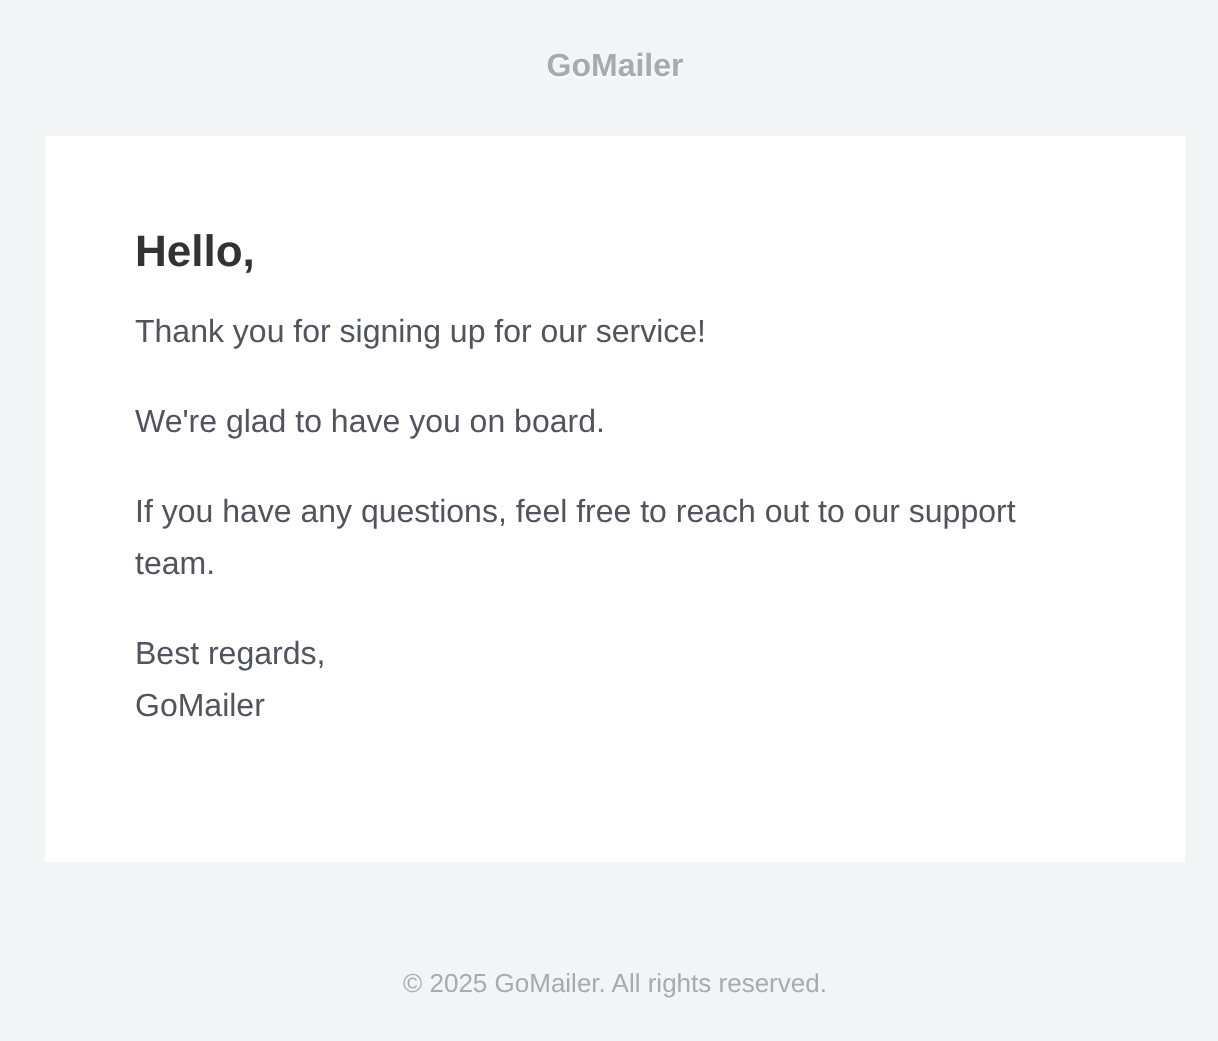 GoMailer
Hello,
Thank you for signing up for our service!
We're glad to have you on board.
If you have any questions, feel free to reach out to our support
team.
Best regards,
GoMailer
© 2025 GoMailer. All rights reserved.